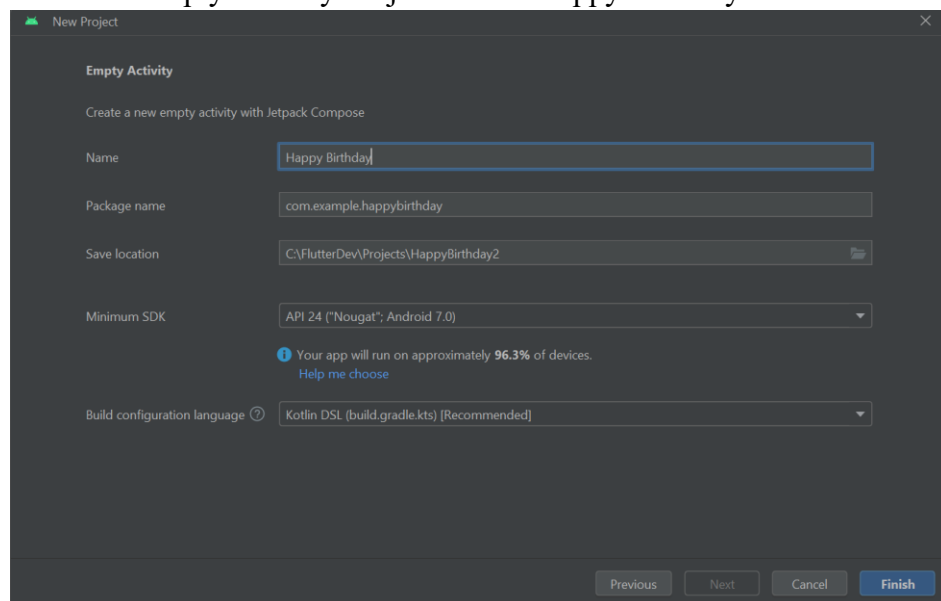 New Project
Empty Activity
Create a new empty activity with Jetpack Compose
Name Happy Birthday
Package name com.example.happybirthday
Save location C:\FlutterDev\Projects\HappyBirthday2
Minimum SDK API 24 ("Nougat"; Android 7.0)
Your app will run on approximately 96.3% of devices.
Help me choose
Build configuration language Kotlin DSL (build.gradle.kts) [Recommended]
Previous Next Cancel Finish